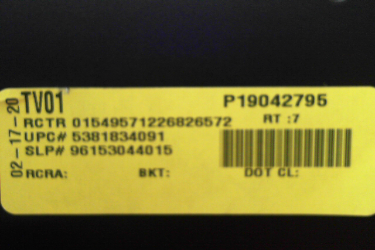 02-17-20
TV01 P19042795
RCTR 01549571226826572 RT :7
UPC# 5381834091
SLP# 96153044015
RCRA: BKT: DOT CL: